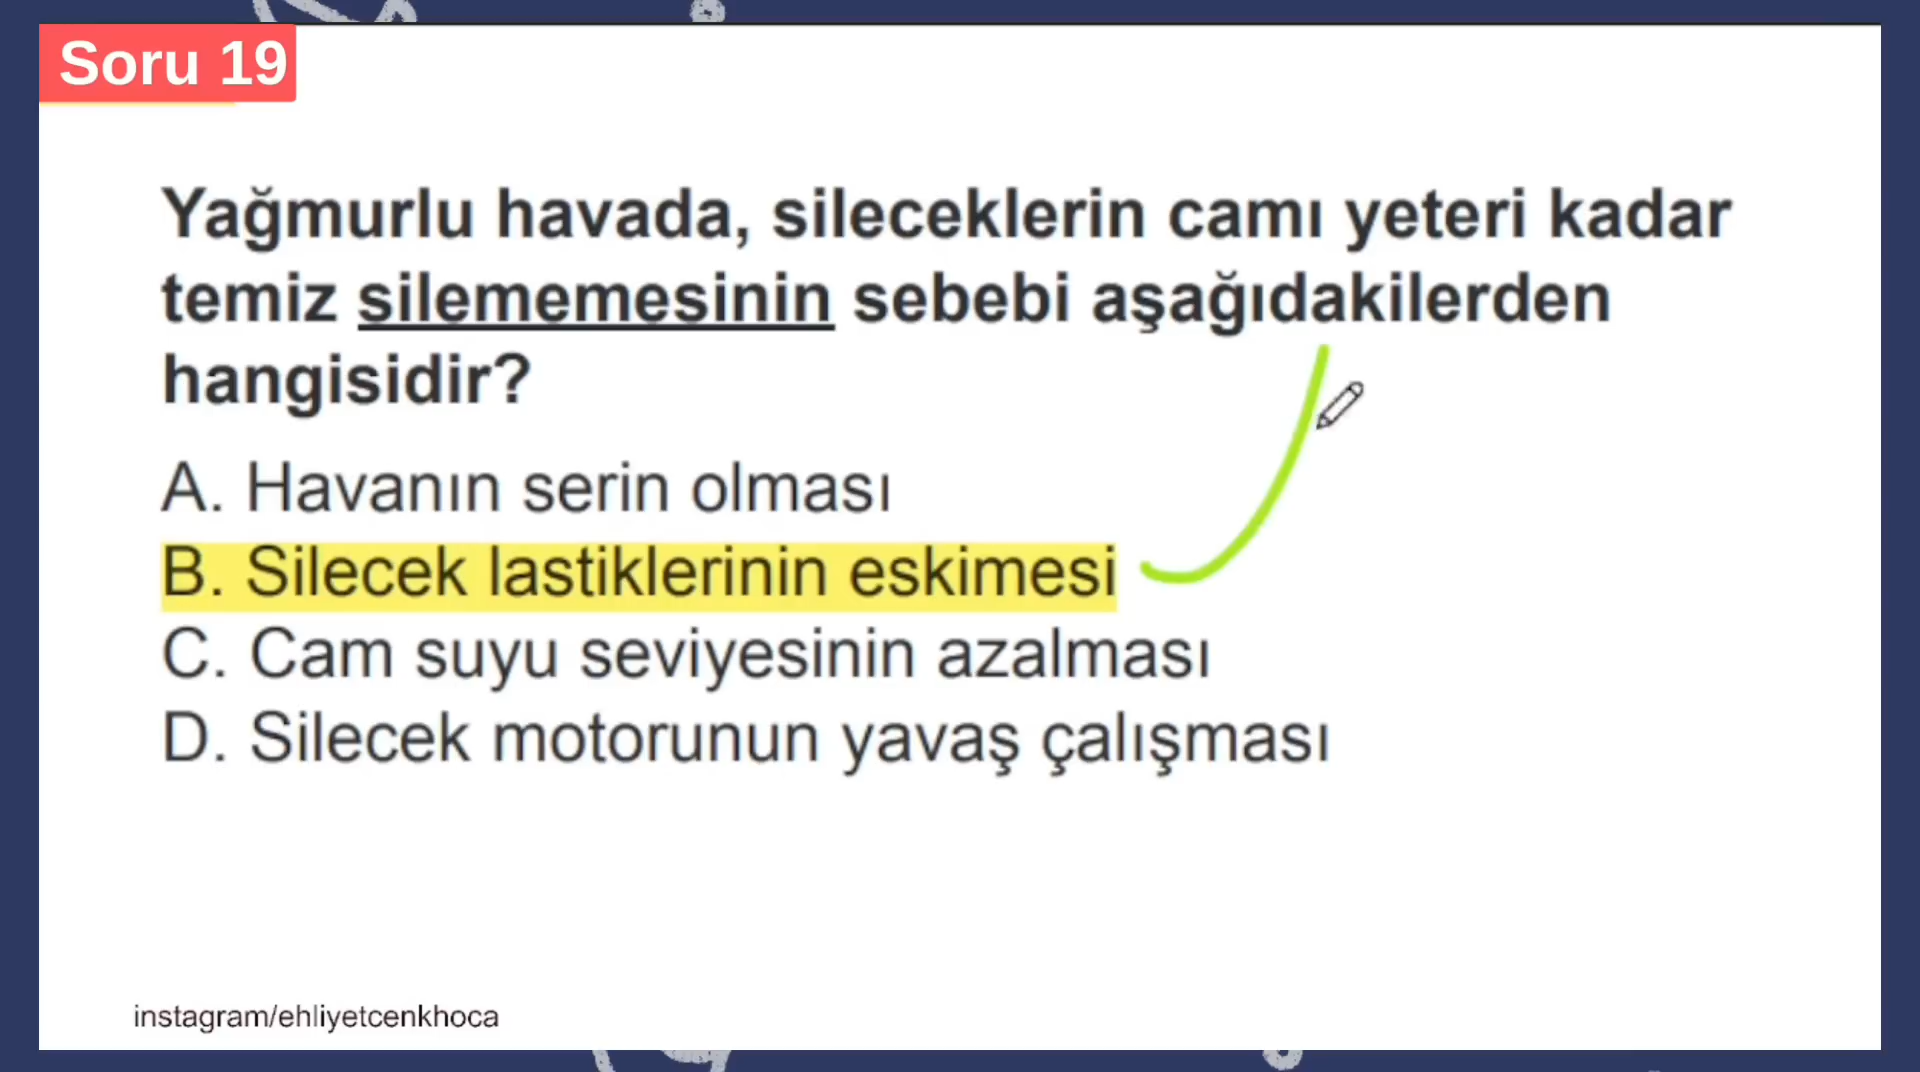 Soru 19
Yağmurlu havada, sileceklerin camı yeteri kadar
temiz silememesinin sebebi aşağıdakilerden
hangisidir?
A. Havanın serin olması
B. Silecek lastiklerinin eskimesi
C. Cam suyu seviyesinin azalması
D. Silecek motorunun yavaş çalışması
instagram/ehliyetcenkhoca